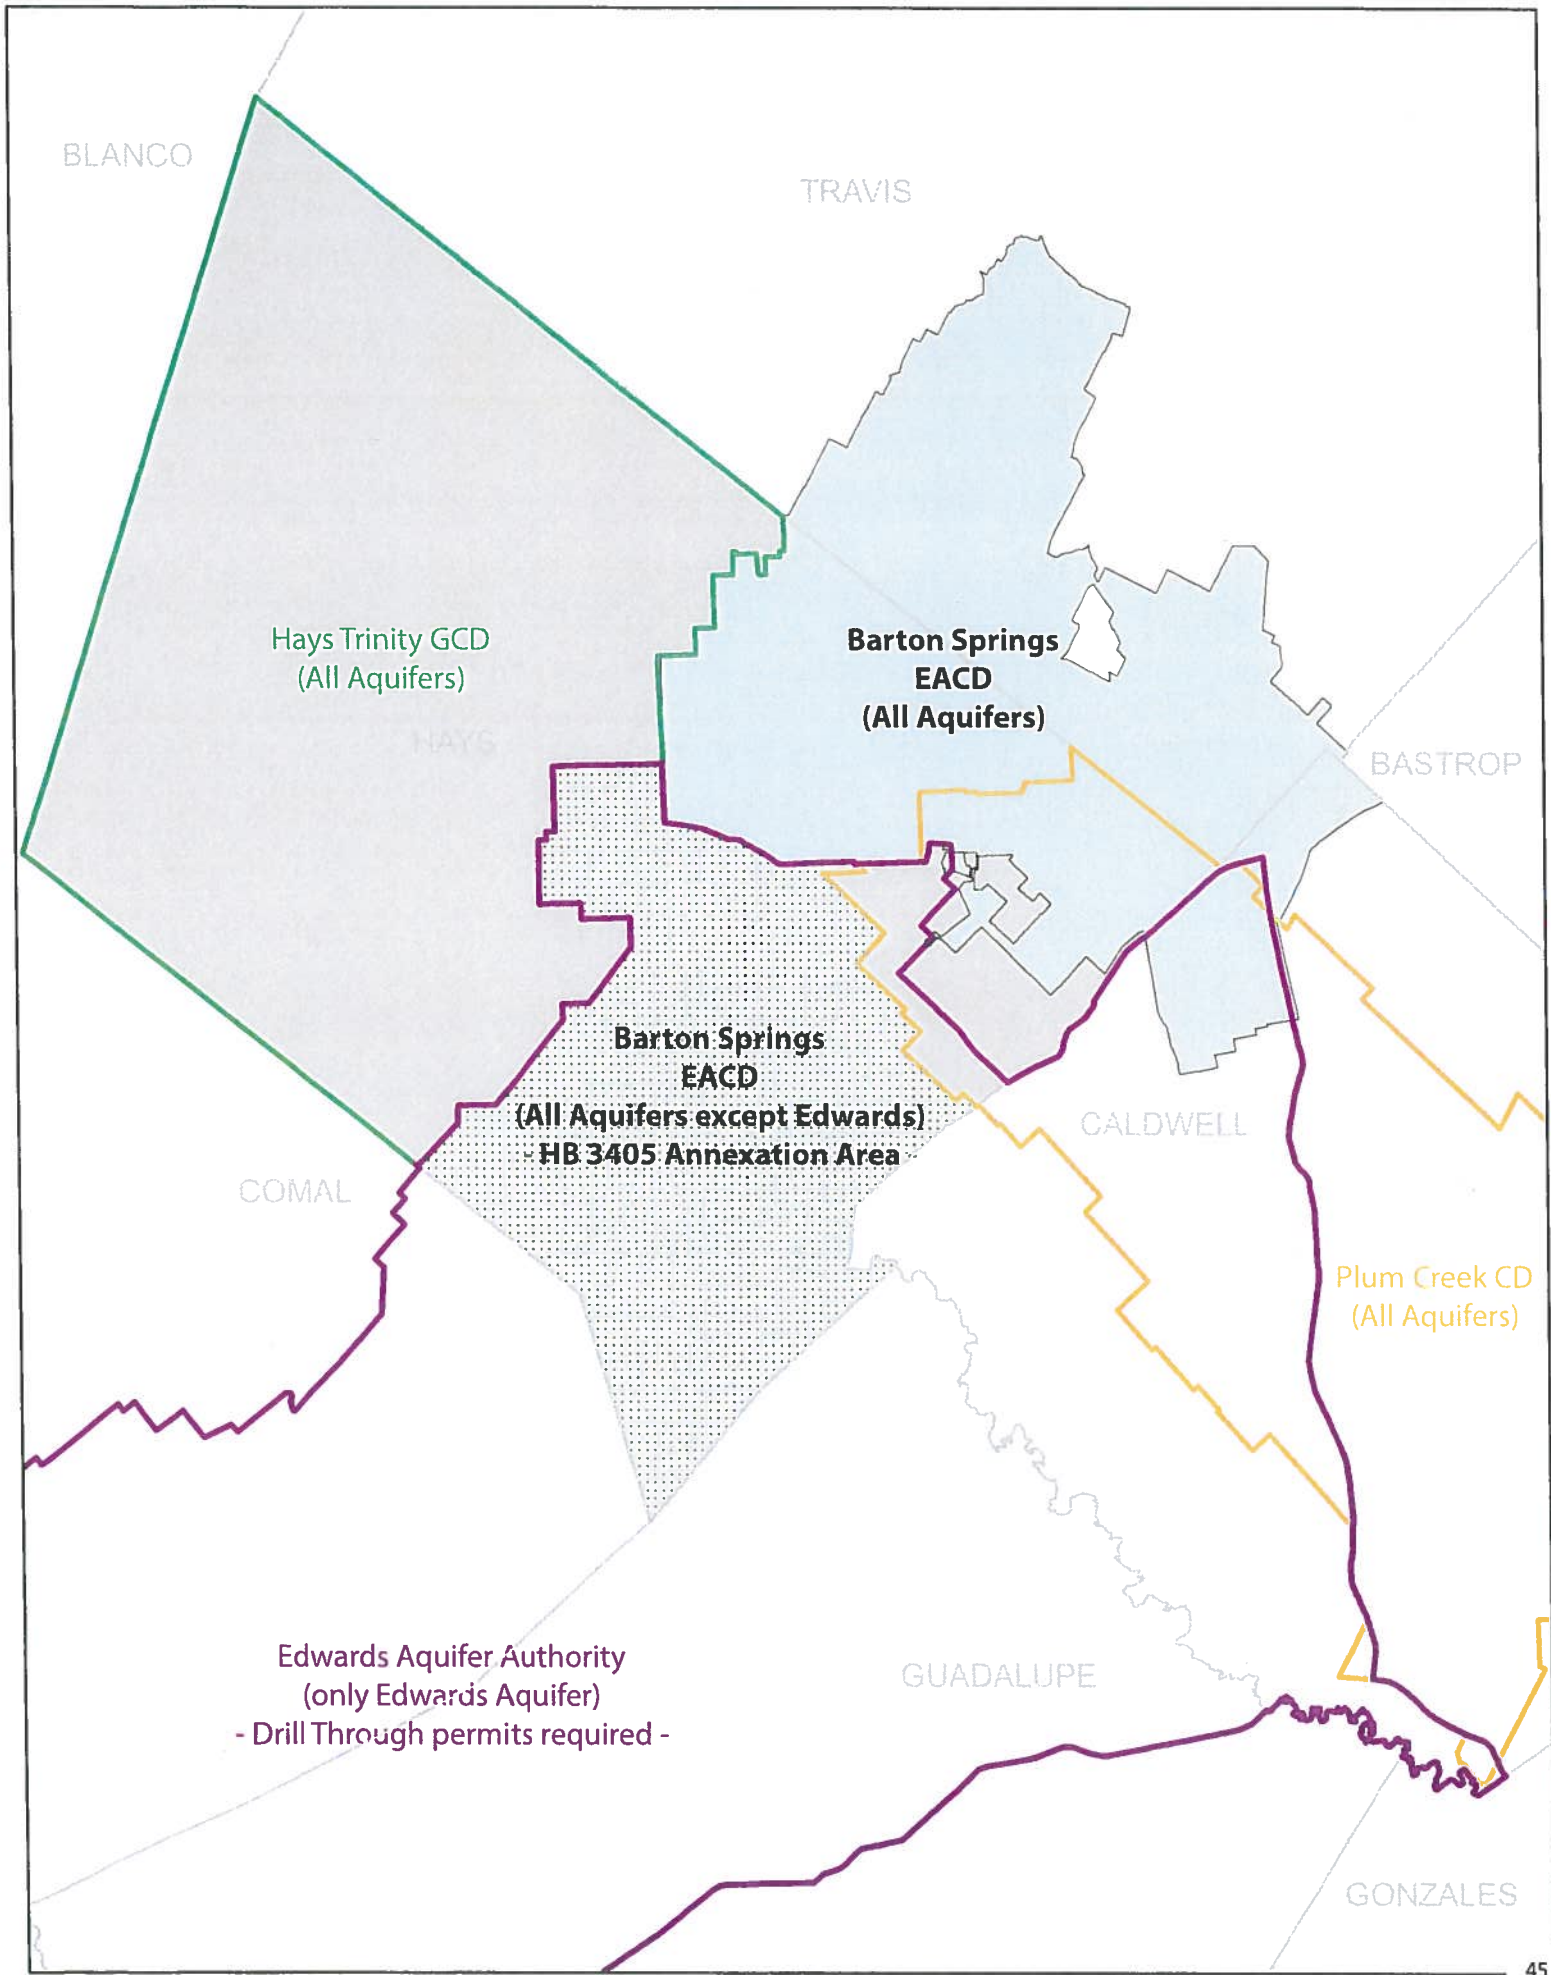 BLANCO
TRAVIS
Hays Trinity GCD
(All Aquifers)
HAYS
Barton Springs
EACD
(All Aquifers)
BASTROP
Barton Springs
EACD
(All Aquifers except Edwards)
- HB 3405 Annexation Area -
CALDWELL
COMAL
Plum Creek CD
(All Aquifers)
Edwards Aquifer Authority
(only Edwards Aquifer)
- Drill Through permits required -
GUADALUPE
GONZALES
45